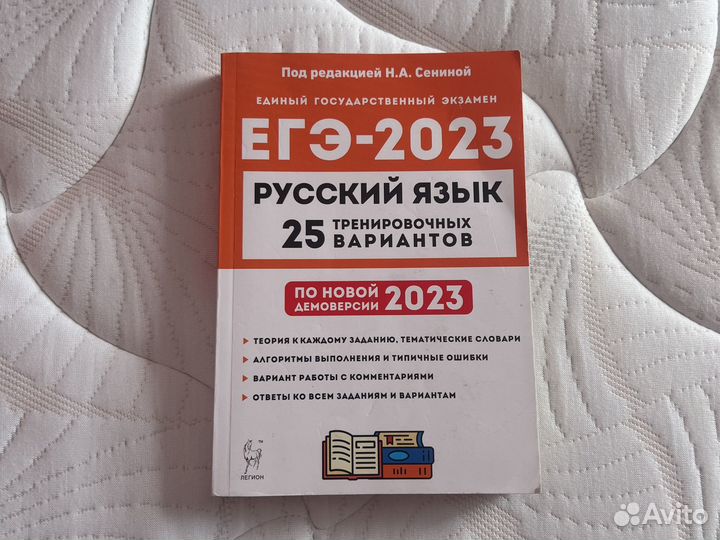 Под редакцией Н.А. Сениной
ЕДИНЫЙ ГОСУДАРСТВЕННЫЙ ЭКЗАМЕН
ЕГЭ-2023
РУССКИЙ ЯЗЫК
25 ТРЕНИРОВОЧНЫХ
ВАРИАНТОВ
ПО НОВОЙ
ДЕМОВЕРСИИ 2023
ТЕОРИЯ К КАЖДОМУ ЗАДАНИЮ, ТЕМАТИЧЕСКИЕ СЛОВАРИ
АЛГОРИТМЫ ВЫПОЛНЕНИЯ И ТИПИЧНЫЕ ОШИБКИ
ВАРИАНТ РАБОТЫ С КОММЕНТАРИЯМИ
ОТВЕТЫ КО ВСЕМ ЗАДАНИЯМ И ВАРИАНТАМ
TM
ЛЕГИОН
Avito